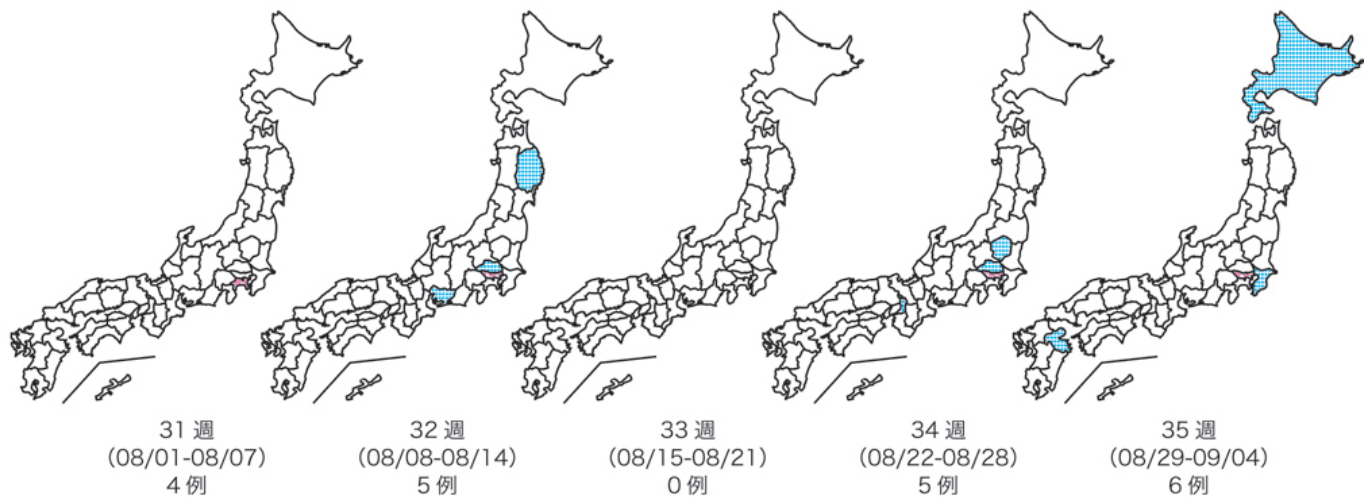 31 週
（08/01-08/07）
4 例
32 週
（08/08-08/14）
5 例
33 週
（08/15-08/21）
0 例
34 週
（08/22-08/28）
5 例
35 週
（08/29-09/04）
6 例